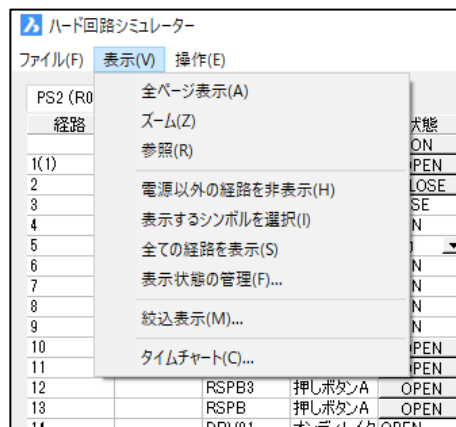 ハード回路シミュレーター
ファイル(F) 表示(V) 操作(E)
PS2 (R0
全ページ表示(A)
ズーム(Z)
参照(R)
電源以外の経路を非表示(H)
表示するシンボルを選択(I)
全ての経路を表示(S)
表示状態の管理(F)...
絞込表示(M)...
タイムチャート(C)...
経路 状態
ON
1(1) OPEN
2 CLOSE
3 SE
4 N
5
6 N
7 N
8 N
9 N
10 OPEN
11 OPEN
12 RSPB3 押しボタンA OPEN
13 RSPB 押しボタンA OPEN